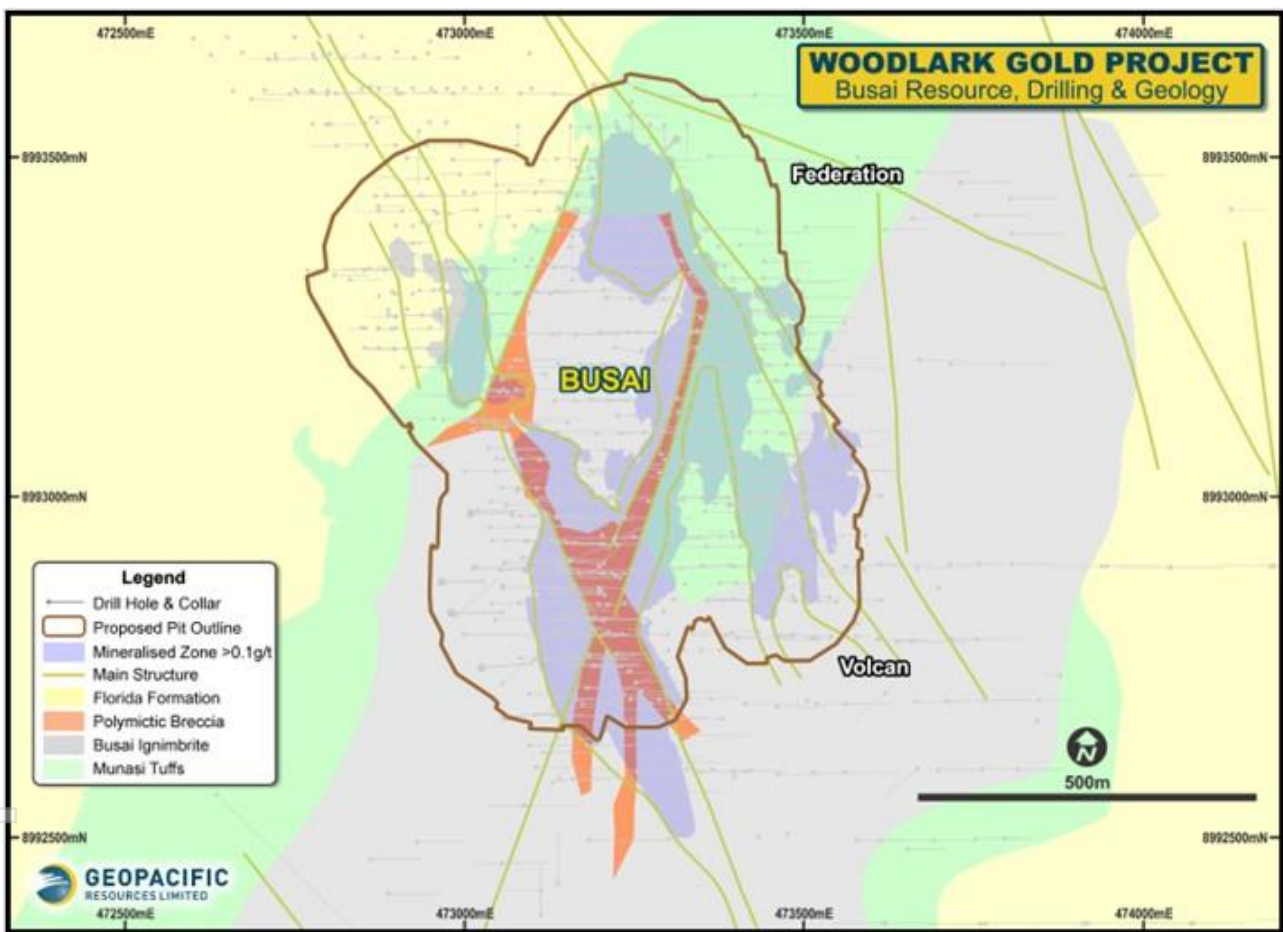 472500mE
473000mE
473500mE
474000mE
WOODLARK GOLD PROJECT
Busai Resource, Drilling & Geology
8993500mN
8993500mN
Federation
BUSAI
8993000mN
8993000mN
Legend
Drill Hole & Collar
Proposed Pit Outline
Mineralised Zone >0.1g/t
Main Structure
Florida Formation
Polymictic Breccia
Busai Ignimbrite
Munasi Tuffs
Volcan
N
500m
8992500mN
8992500mN
GEOPACIFIC
RESOURCES LIMITED
472500mE
473000mE
473500mE
474000mE